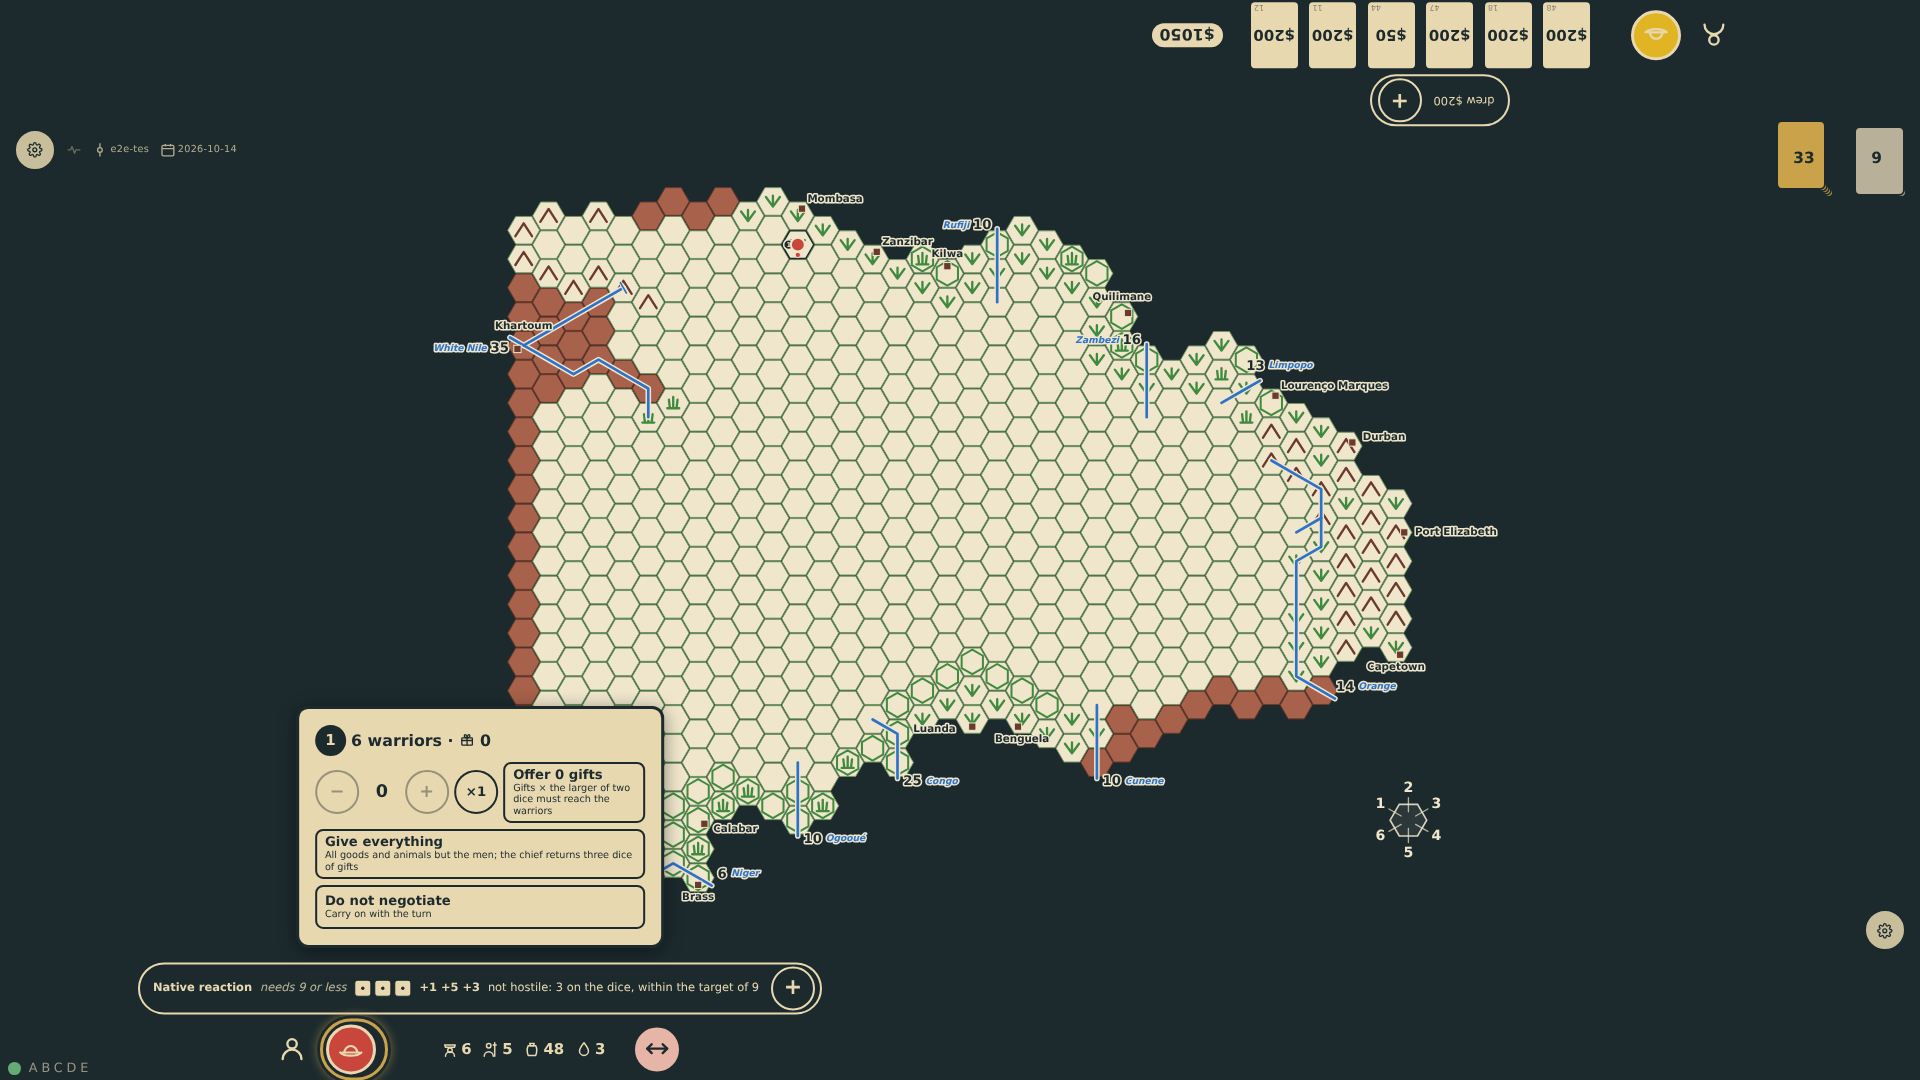 $1050
12
$200
11
$200
44
$50
47
$200
18
$200
48
$200
drew $200
e2e-tes
2026-10-14
33
9
Mombasa
Rufiji 10
Zanzibar
Kilwa
Quilimane
Khartoum
White Nile 35
Zambezi 16
13 Limpopo
Lourenço Marques
Durban
Port Elizabeth
Capetown
14 Orange
Luanda
Benguela
25 Congo
10 Cunene
Calabar
10 Ogooué
6 Niger
Brass
1 6 warriors · 0
− 0 + ×1
Offer 0 gifts
Gifts × the larger of two
dice must reach the
warriors
Give everything
All goods and animals but the men; the chief returns three dice
of gifts
Do not negotiate
Carry on with the turn
2
1 3
6 4
5
Native reaction needs 9 or less +1 +5 +3 not hostile: 3 on the dice, within the target of 9 +
6 5 48 3
ABCDE